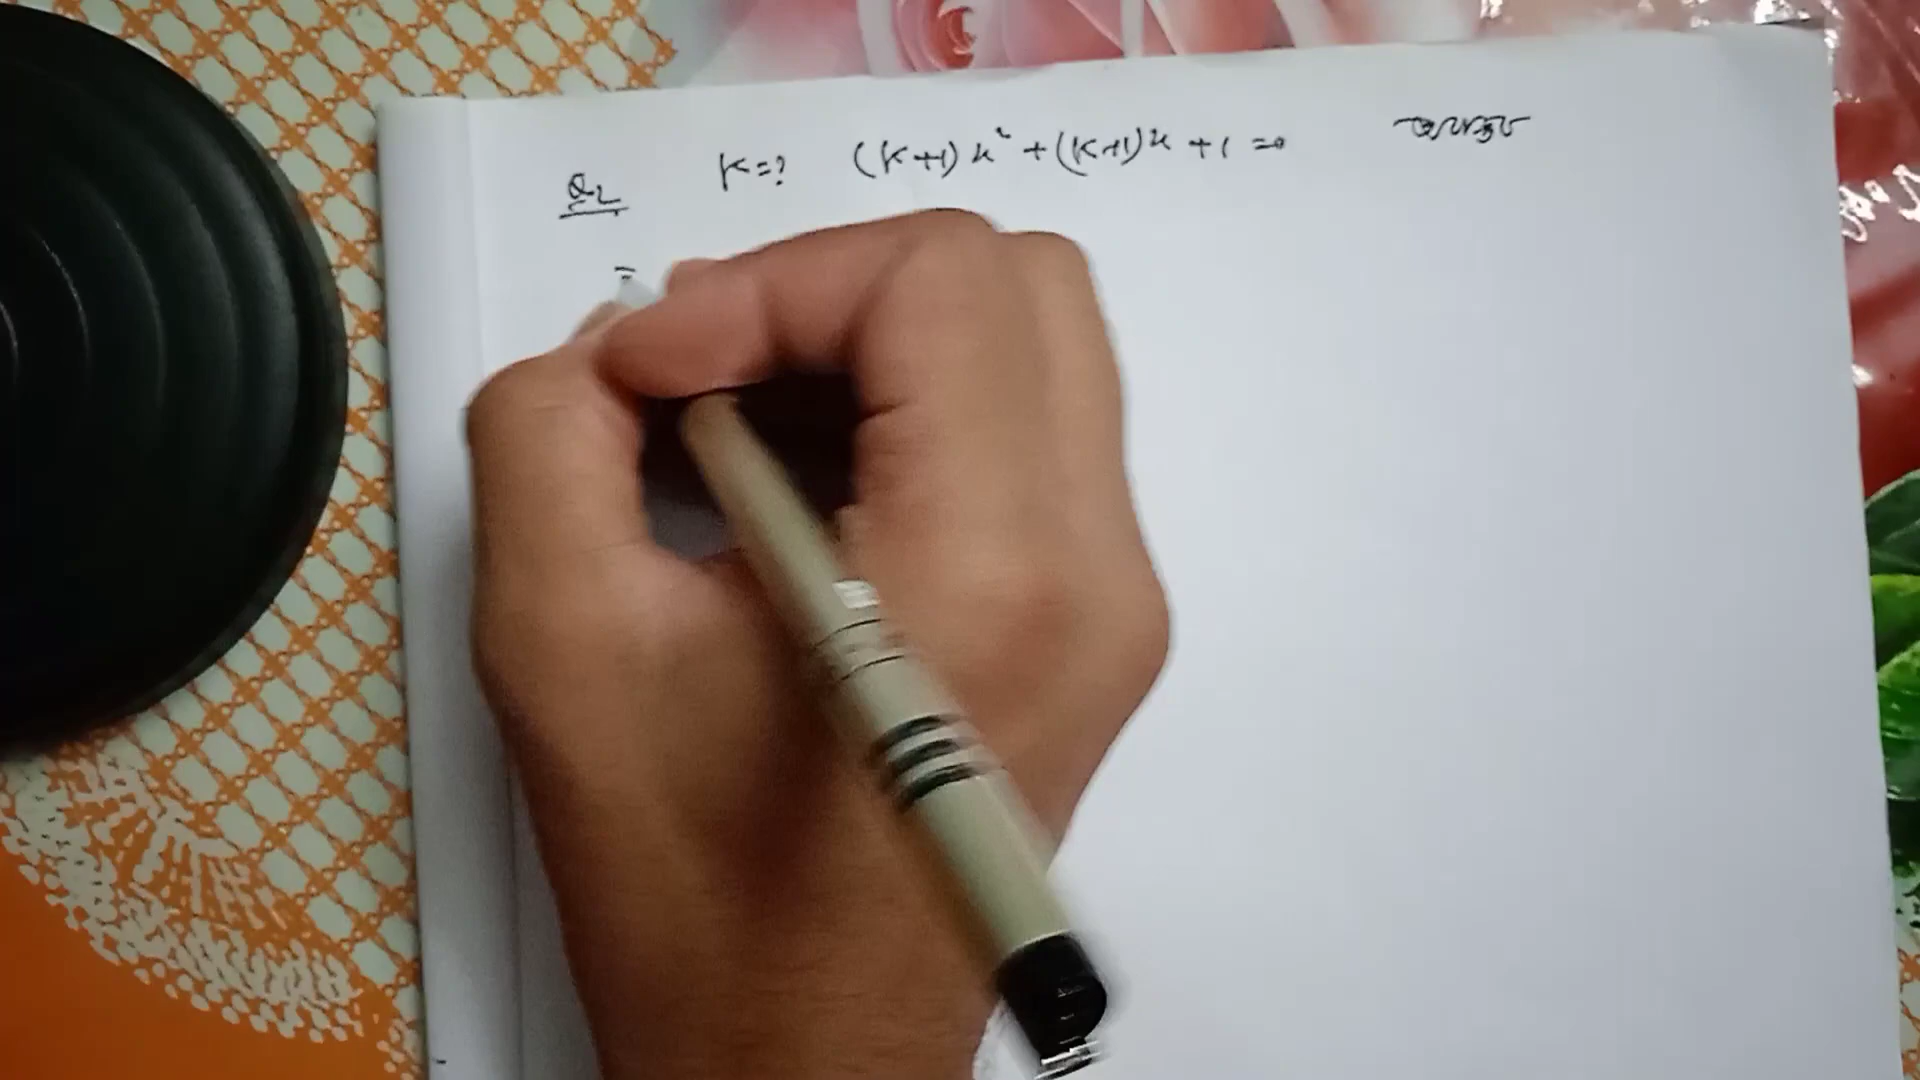 Q2 K=? (K+1)x² + (K+1)x + 1 = 0
=